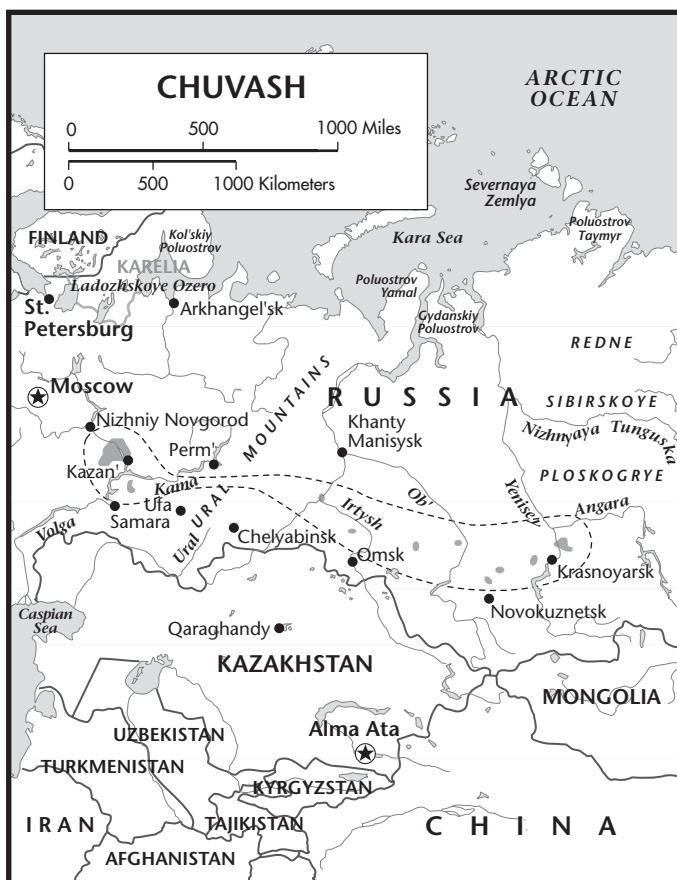 CHUVASH
0 500 1000 Miles
0 500 1000 Kilometers
ARCTIC
OCEAN
Severnaya
Zemlya
Poluostrov
Taymyr
Kol'skiy
Poluostrov
Kara Sea
FINLAND
KARELIA
Ladozhskoye Ozero
Poluostrov
Yamal
Gydanskiy
Poluostrov
St.
Petersburg
Arkhangel'sk
REDNE
Moscow
MOUNTAINS
RUSSIA
SIBIRSKOYE
Nizhniy Novgorod
Khanty
Manisysk
Nizhnyaya Tunguska
Perm'
Kazan'
PLOSKOGRYE
Kama
URAL
Ob'
Yenisey
Angara
Irtysh
Ufa
Samara
Volga
Ural
Chelyabinsk
Omsk
Krasnoyarsk
Novokuznetsk
Caspian
Sea
Qaraghandy
KAZAKHSTAN
MONGOLIA
UZBEKISTAN
Alma Ata
TURKMENISTAN
KYRGYZSTAN
IRAN
TAJIKISTAN
CHINA
AFGHANISTAN